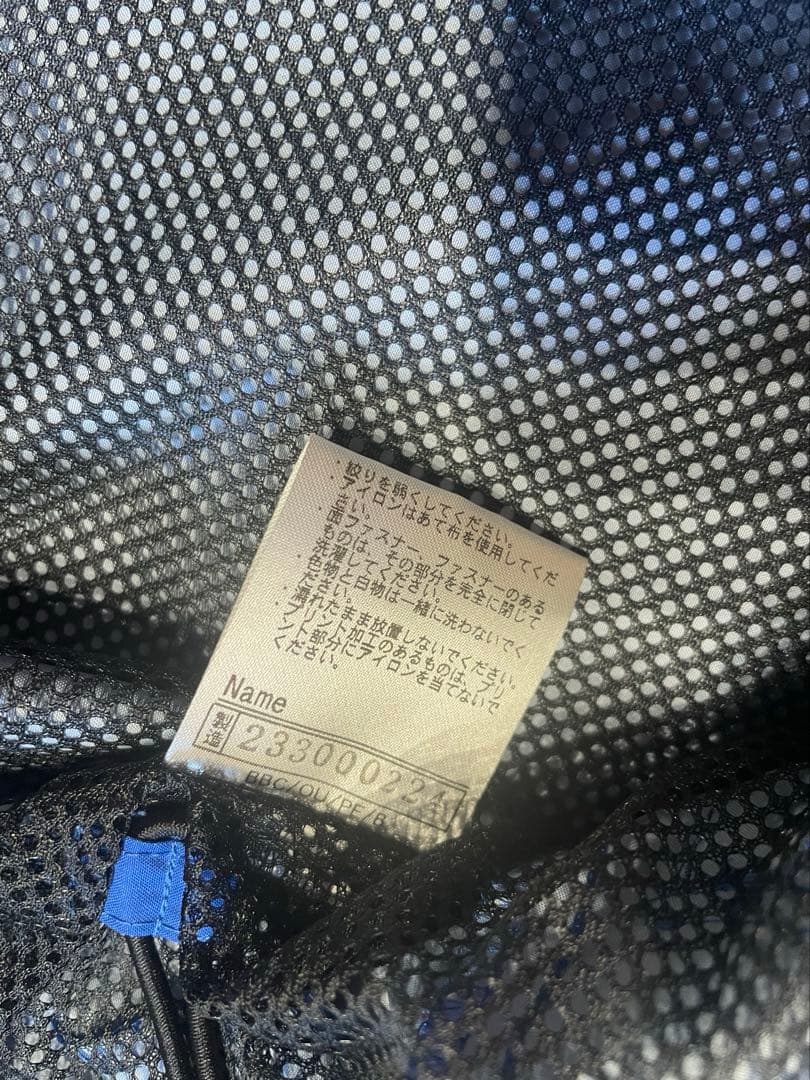 ・絞りを弱くしてください。
・アイロンはあて布を使用してくだ
さい。
・面ファスナー、ファスナーのある
ものは、その部分を完全に閉じて
洗濯してください。
・色物と白物は一緒に洗わないでく
ださい。
・濡れたまま放置しないでください。
・プリント加工のあるものは、プリ
ント部分にアイロンを当てないで
ください。
Name
製造 233000224
BBC/OU/PE/B